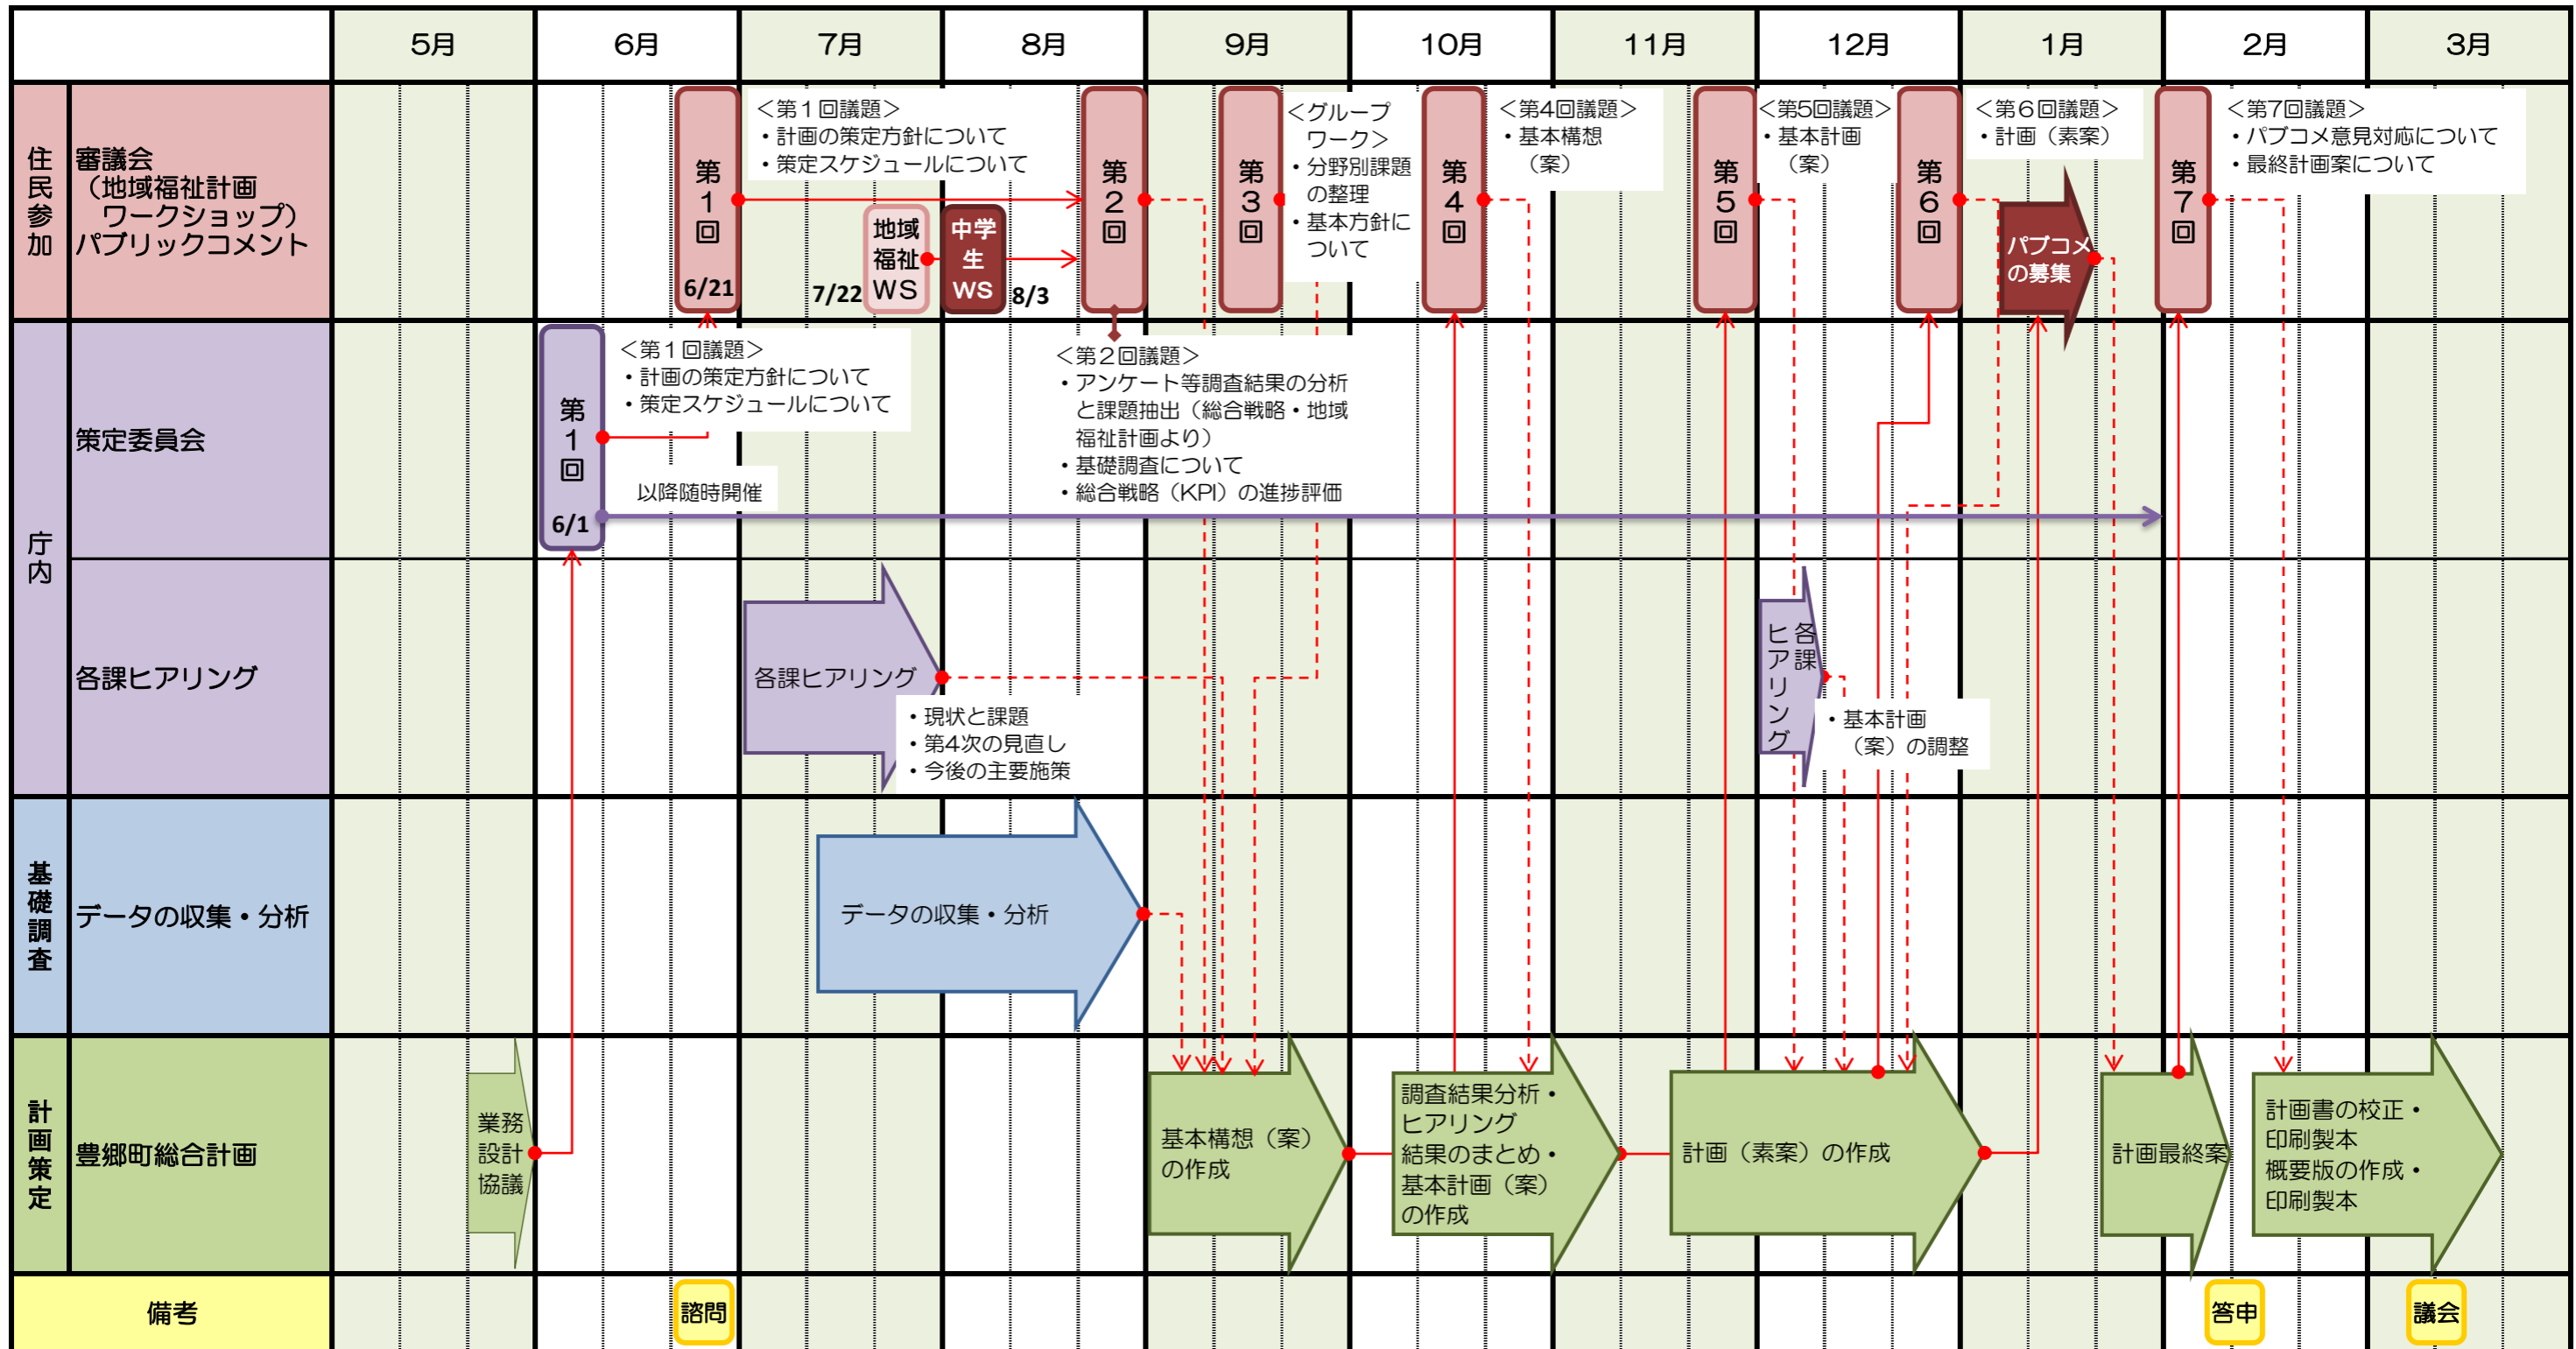 5月
6月
7月
8月
9月
10月
11月
12月
1月
2月
3月
住民参加
審議会
(地域福祉計画
ワークショップ)
パブリックコメント
第1回
6/21
<第1回議題>
・計画の策定方針について
・策定スケジュールについて
7/22
地域
福祉
WS
中学
生
WS
8/3
第2回
第3回
<グループ
ワーク>
・分野別課題
の整理
・基本方針に
ついて
第4回
<第4回議題>
・基本構想
(案)
第5回
<第5回議題>
・基本計画
(案)
第6回
<第6回議題>
・計画(素案)
パブコメ
の募集
第7回
<第7回議題>
・パブコメ意見対応について
・最終計画案について
庁内
策定委員会
第1回
6/1
<第1回議題>
・計画の策定方針について
・策定スケジュールについて
以降随時開催
<第2回議題>
・アンケート等調査結果の分析
と課題抽出(総合戦略・地域
福祉計画より)
・基礎調査について
・総合戦略(KPI)の進捗評価
各課ヒアリング
各課ヒアリング
・現状と課題
・第4次の見直し
・今後の主要施策
各課
ヒアリング
・基本計画
(案)の調整
基礎調査
データの収集・分析
データの収集・分析
計画策定
豊郷町総合計画
業務
設計
協議
基本構想(案)
の作成
調査結果分析・
ヒアリング
結果のまとめ・
基本計画(案)
の作成
計画(素案)の作成
計画最終案
計画書の校正・
印刷製本
概要版の作成・
印刷製本
備考
諮問
答申
議会